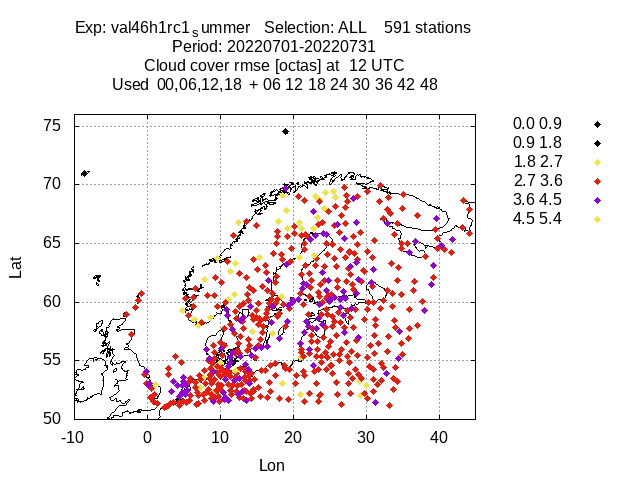 Exp: val46h1rc1summer Selection: ALL 591 stations
Period: 20220701-20220731
Cloud cover rmse [octas] at 12 UTC
Used 00,06,12,18 + 06 12 18 24 30 36 42 48
75
70
65
60
55
50
Lat
-10 0 10 20 30 40
Lon
0.0 0.9
0.9 1.8
1.8 2.7
2.7 3.6
3.6 4.5
4.5 5.4